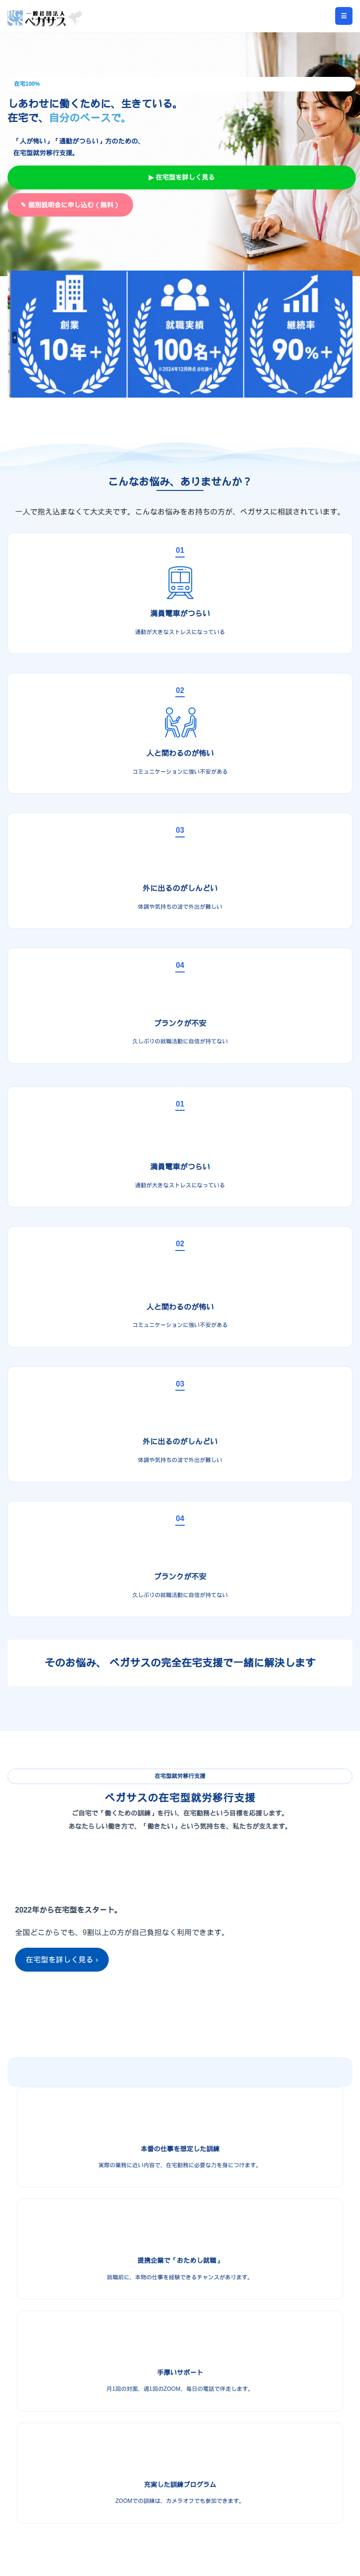 一般社団法人
ペガサス
在宅100%
しあわせに働くために、生きている。
在宅で、自分のペースで。
「人が怖い」「通勤がつらい」方のための、
在宅型就労移行支援。
▶ 在宅型を詳しく見る
✎ 個別説明会に申し込む（無料）
創業
10年+
就職実績
100名+
※2024年12月時点 当社調べ
継続率
90%+
こんなお悩み、ありませんか？
一人で抱え込まなくて大丈夫です。こんなお悩みをお持ちの方が、ペガサスに相談されています。
01
満員電車がつらい
通勤が大きなストレスになっている
02
人と関わるのが怖い
コミュニケーションに強い不安がある
03
外に出るのがしんどい
体調や気持ちの波で外出が難しい
04
ブランクが不安
久しぶりの就職活動に自信が持てない
01
満員電車がつらい
通勤が大きなストレスになっている
02
人と関わるのが怖い
コミュニケーションに強い不安がある
03
外に出るのがしんどい
体調や気持ちの波で外出が難しい
04
ブランクが不安
久しぶりの就職活動に自信が持てない
そのお悩み、 ペガサスの完全在宅支援で一緒に解決します
在宅型就労移行支援
ペガサスの在宅型就労移行支援
ご自宅で「働くための訓練」を行い、在宅勤務という目標を応援します。
あなたらしい働き方で、「働きたい」という気持ちを、私たちが支えます。
2022年から在宅型をスタート。
全国どこからでも、9割以上の方が自己負担なく利用できます。
在宅型を詳しく見る ›
本番の仕事を想定した訓練
実際の業務に近い内容で、在宅勤務に必要な力を身につけます。
提携企業で「おためし就職」
就職前に、本物の仕事を経験できるチャンスがあります。
手厚いサポート
月1回の対面、週1回のZOOM、毎日の電話で伴走します。
充実した訓練プログラム
ZOOMでの訓練は、カメラオフでも参加できます。